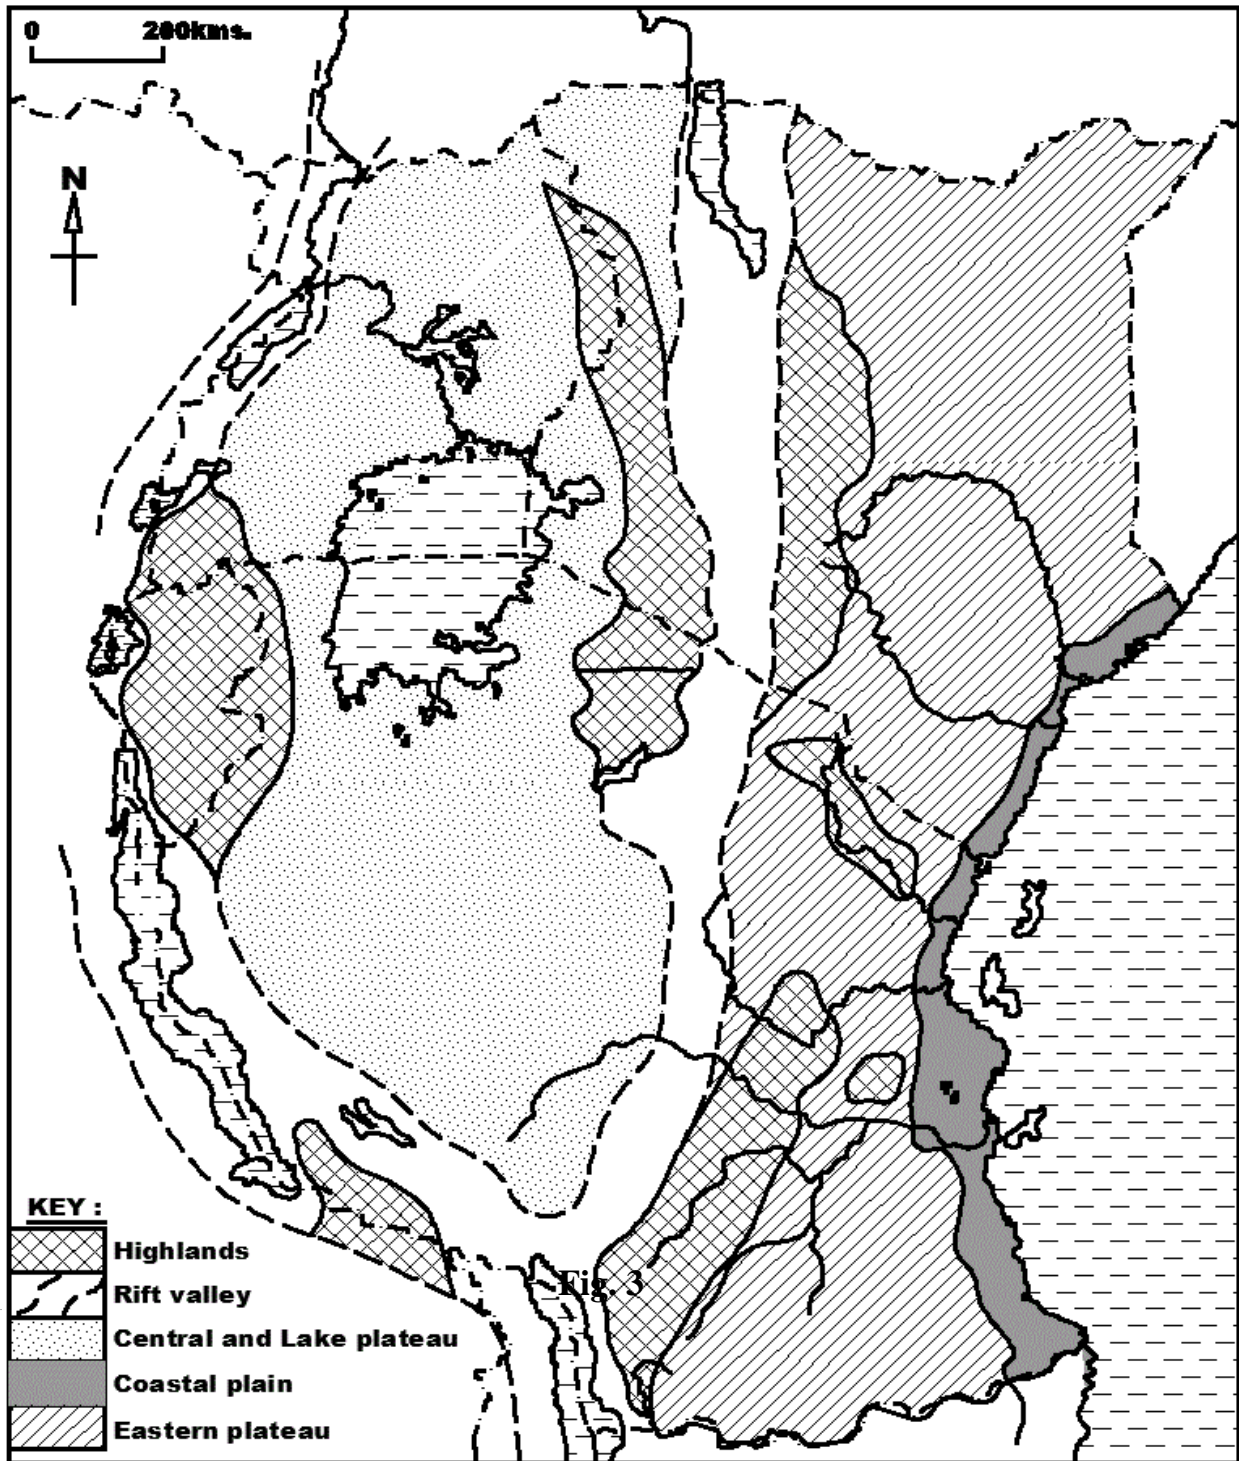 0 200kms.
N
KEY :
Highlands
Rift valley
Fig. 3
Central and Lake plateau
Coastal plain
Eastern plateau